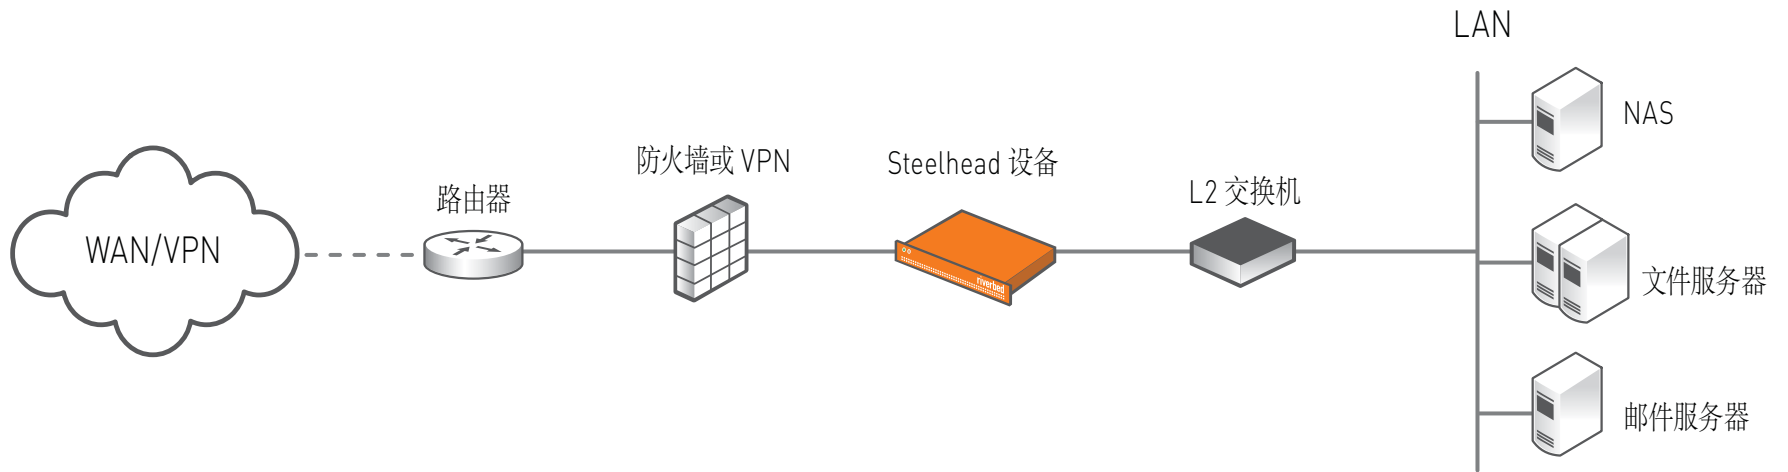 LAN
NAS
防火墙或 VPN
Steelhead 设备
路由器
L2 交换机
WAN/VPN
riverbed
文件服务器
邮件服务器